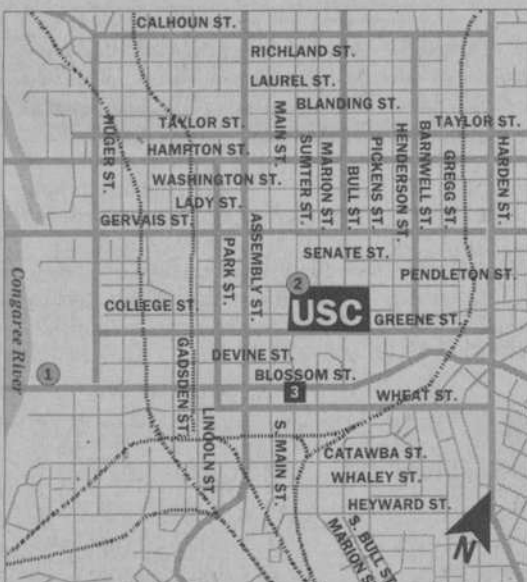 CALHOUN ST.
RICHLAND ST.
LAUREL ST.
BLANDING ST.
TAYLOR ST.
TAYLOR ST.
HAMPTON ST.
WASHINGTON ST.
LADY ST.
GERVAIS ST.
HUGER ST.
MAIN ST.
SUMTER ST.
MARION ST.
BULL ST.
PICKENS ST.
HENDERSON ST.
BARNWELL ST.
GREGG ST.
HARDEN ST.
PARK ST.
ASSEMBLY ST.
SENATE ST.
PENDLETON ST.
2
USC
COLLEGE ST.
GREENE ST.
Congaree River
1
GADSDEN ST.
DEVINE ST.
BLOSSOM ST.
3
WHEAT ST.
LINCOLN ST.
S. MAIN ST.
CATAWBA ST.
WHALEY ST.
HEYWARD ST.
S. BULL ST.
MARION S
N